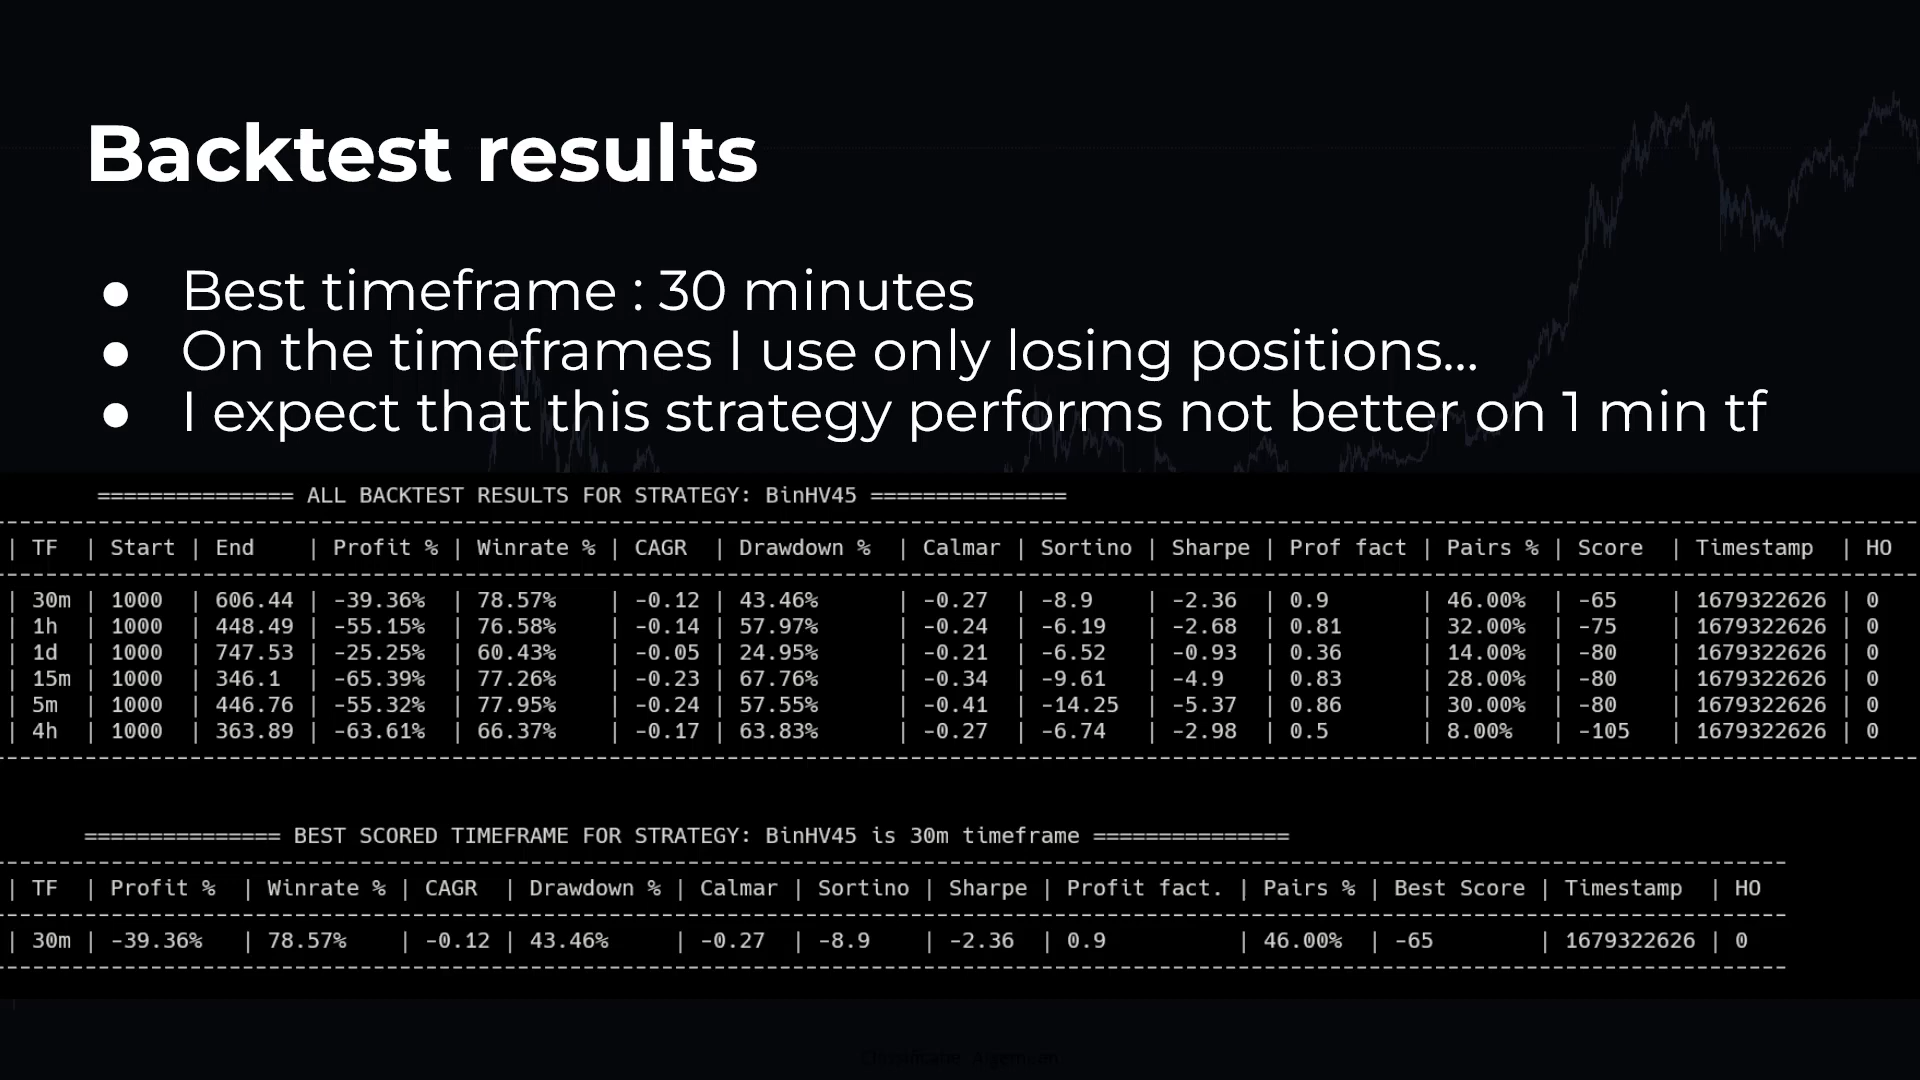 Backtest results
● Best timeframe : 30 minutes
● On the timeframes I use only losing positions...
● I expect that this strategy performs not better on 1 min tf
=============== ALL BACKTEST RESULTS FOR STRATEGY: BinHV45 ===============
| TF | Start | End | Profit % | Winrate % | CAGR | Drawdown % | Calmar | Sortino | Sharpe | Prof fact | Pairs % | Score | Timestamp | HO
| 30m | 1000 | 606.44 | -39.36% | 78.57% | -0.12 | 43.46% | -0.27 | -8.9 | -2.36 | 0.9 | 46.00% | -65 | 1679322626 | 0
| 1h | 1000 | 448.49 | -55.15% | 76.58% | -0.14 | 57.97% | -0.24 | -6.19 | -2.68 | 0.81 | 32.00% | -75 | 1679322626 | 0
| 1d | 1000 | 747.53 | -25.25% | 60.43% | -0.05 | 24.95% | -0.21 | -6.52 | -0.93 | 0.36 | 14.00% | -80 | 1679322626 | 0
| 15m | 1000 | 346.1 | -65.39% | 77.26% | -0.23 | 67.76% | -0.34 | -9.61 | -4.9 | 0.83 | 28.00% | -80 | 1679322626 | 0
| 5m | 1000 | 446.76 | -55.32% | 77.95% | -0.24 | 57.55% | -0.41 | -14.25 | -5.37 | 0.86 | 30.00% | -80 | 1679322626 | 0
| 4h | 1000 | 363.89 | -63.61% | 66.37% | -0.17 | 63.83% | -0.27 | -6.74 | -2.98 | 0.5 | 8.00% | -105 | 1679322626 | 0
=============== BEST SCORED TIMEFRAME FOR STRATEGY: BinHV45 is 30m timeframe ===============
| TF | Profit % | Winrate % | CAGR | Drawdown % | Calmar | Sortino | Sharpe | Profit fact. | Pairs % | Best Score | Timestamp | HO
| 30m | -39.36% | 78.57% | -0.12 | 43.46% | -0.27 | -8.9 | -2.36 | 0.9 | 46.00% | -65 | 1679322626 | 0